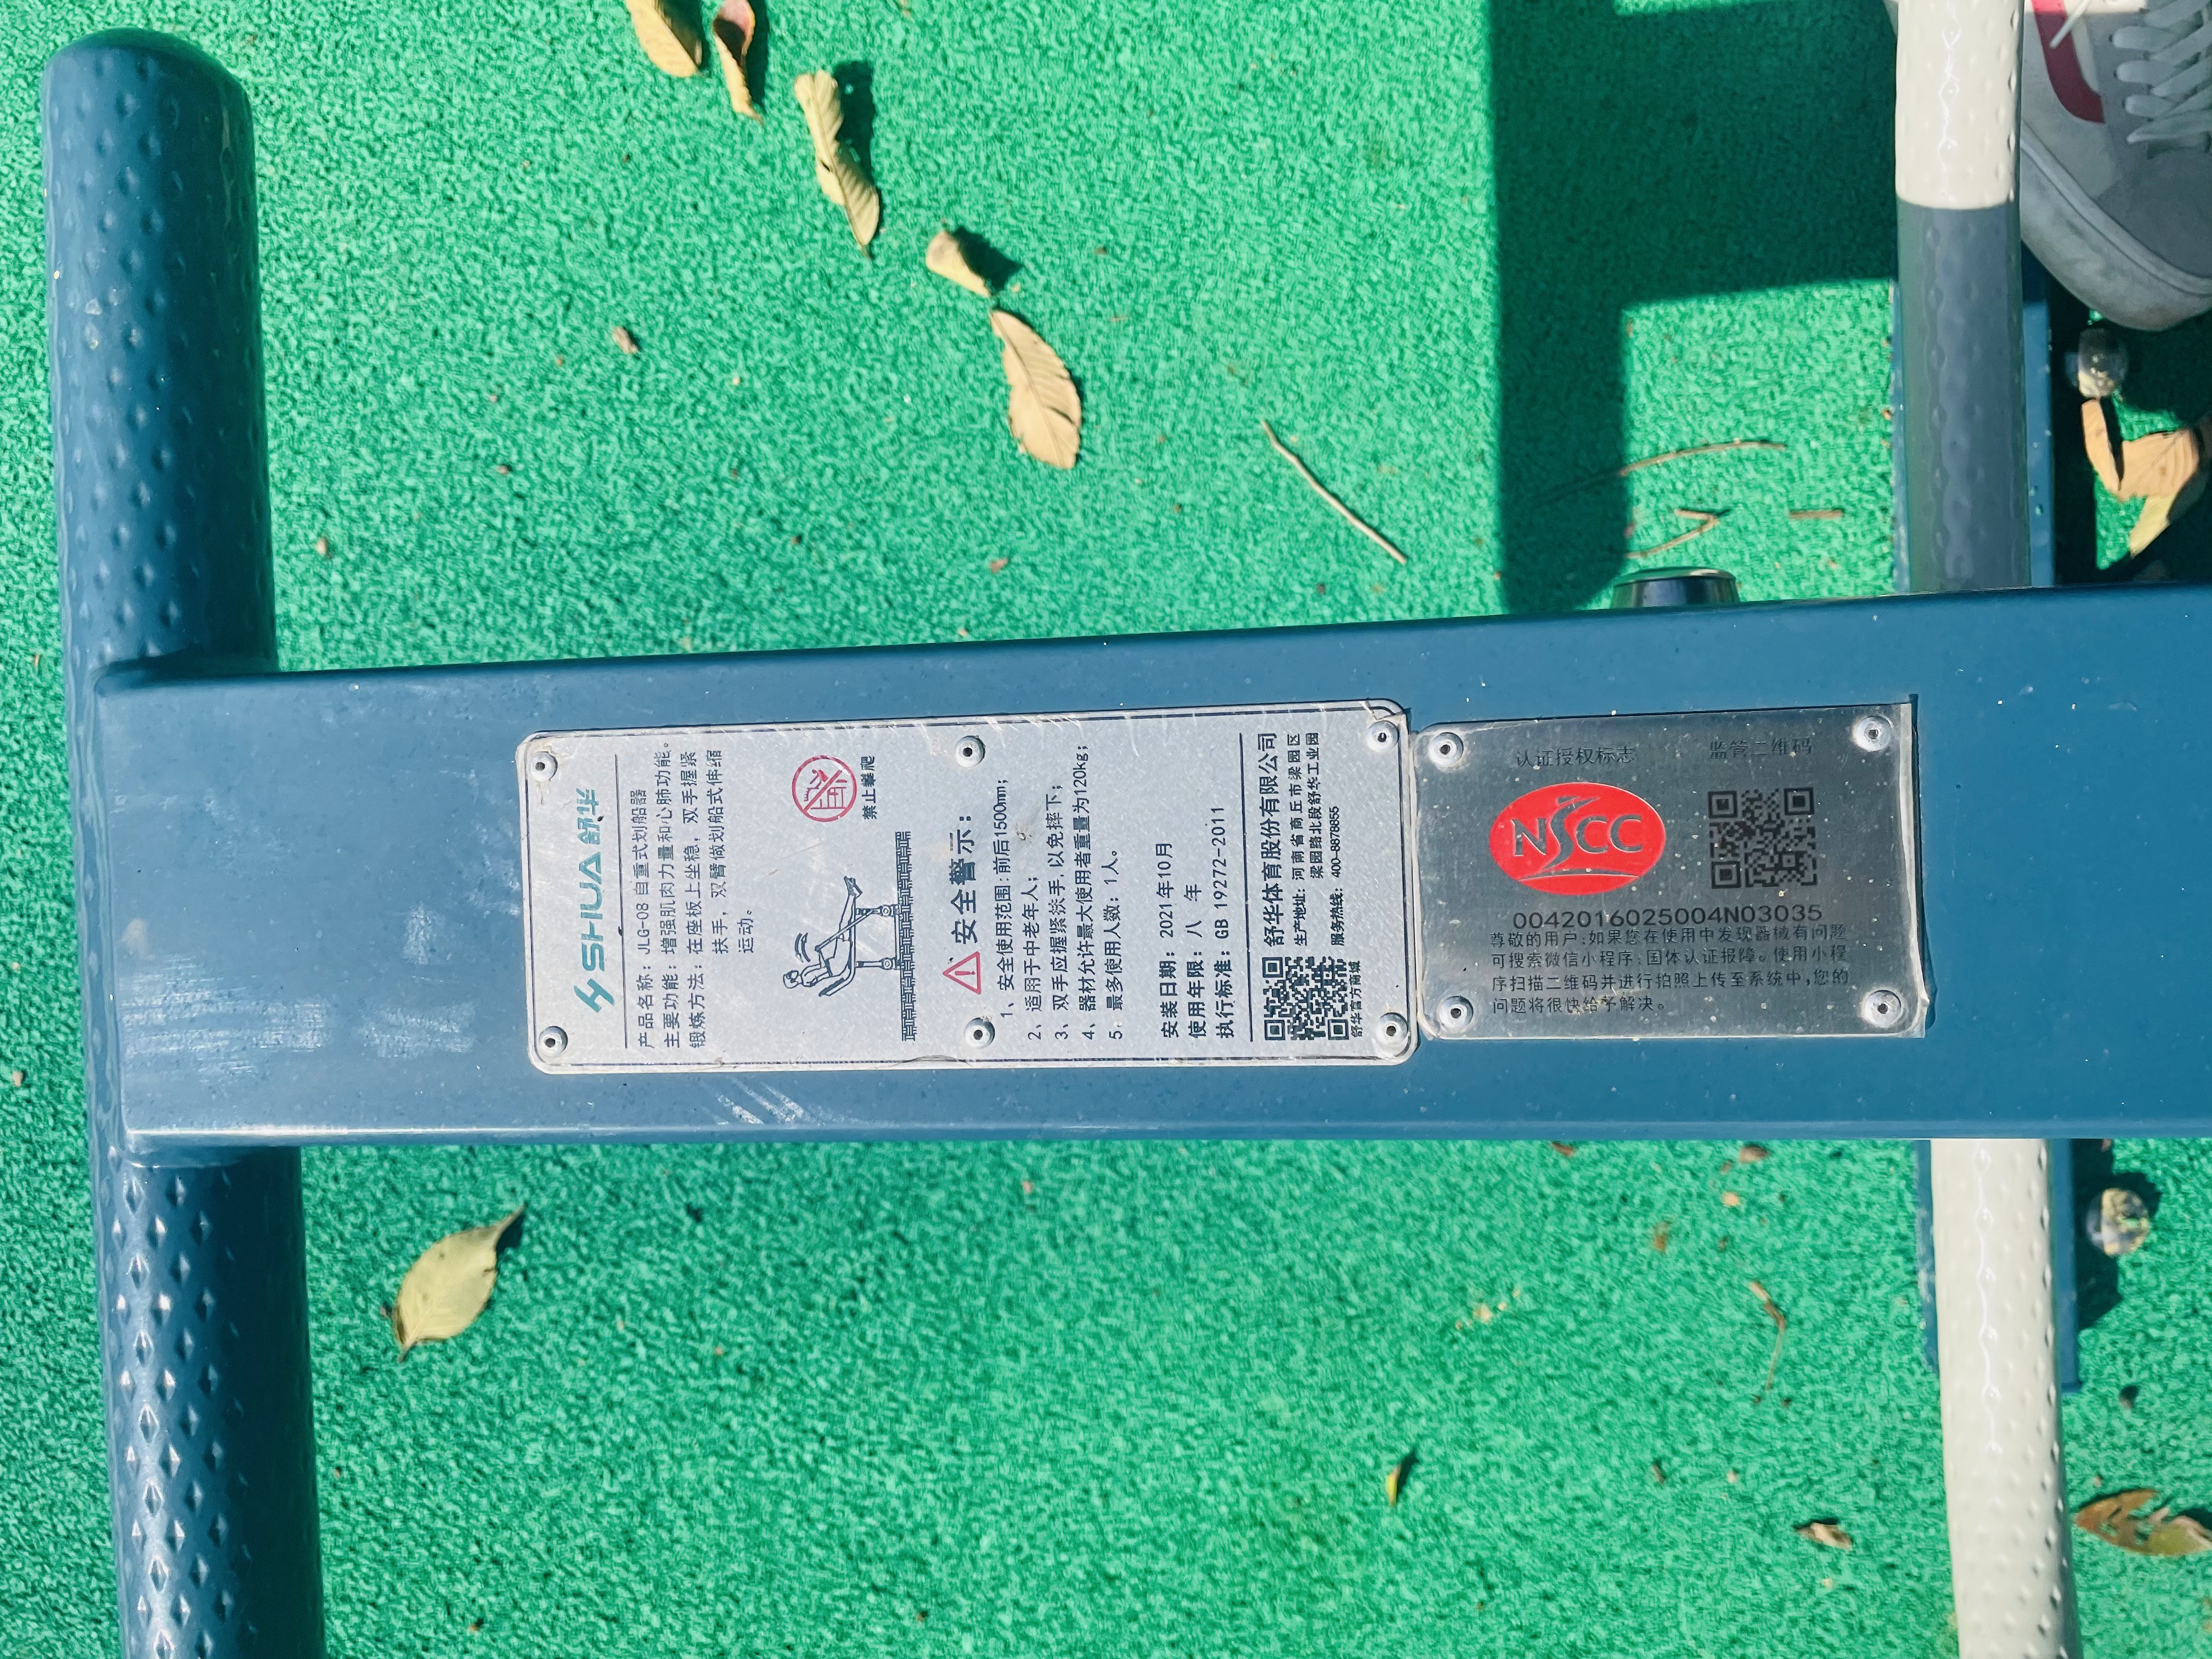 SHUA舒华
产品名称：JLG-08 自重式划船器
主要功能：增强肌肉力量和心肺功能。
锻炼方法：在座板上坐稳，双手握紧
扶手，双臂做划船式伸缩
运动。
禁止攀爬
安全警示：
1、安全使用范围：前后1500mm；
2、适用于中老年人；
3、双手应握紧扶手，以免摔下；
4、器材允许最大使用者重量为120kg；
5、最多使用人数：1人。
安装日期：2021年10月
使用年限：八 年
执行标准：GB 19272-2011
舒华体育股份有限公司
生产地址：河南省商丘市梁园区
梁园路北段舒华工业园
服务热线：400-8878855
舒华官方商城
认证授权标志 监管二维码
NSCC
0042016025004N03035
尊敬的用户：如果您在使用中发现器械有问题
可搜索微信小程序：国体认证报障。使用小程
序扫描二维码并进行拍照上传至系统中，您的
问题将很快给予解决。